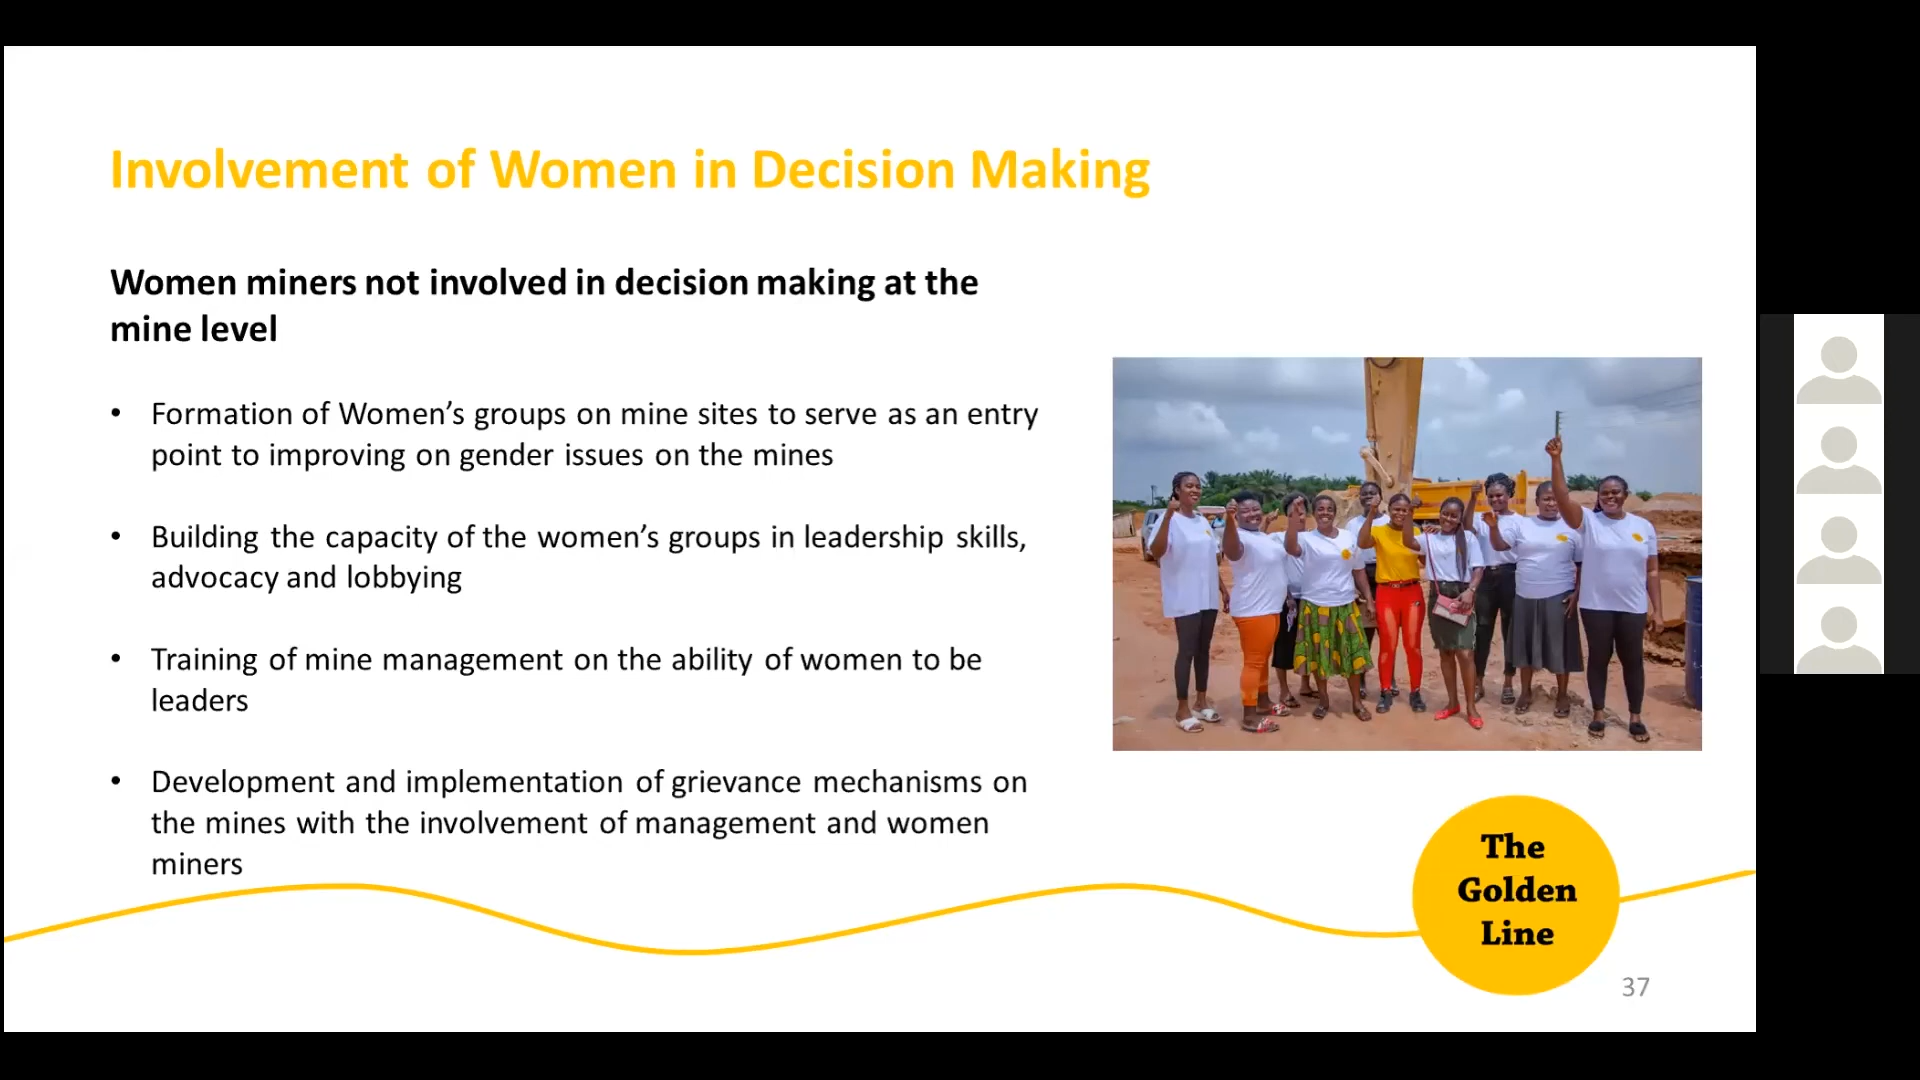 Involvement of Women in Decision Making
Women miners not involved in decision making at the
mine level
• Formation of Women’s groups on mine sites to serve as an entry
point to improving on gender issues on the mines
• Building the capacity of the women’s groups in leadership skills,
advocacy and lobbying
• Training of mine management on the ability of women to be
leaders
• Development and implementation of grievance mechanisms on
the mines with the involvement of management and women
miners
The
Golden
Line
37